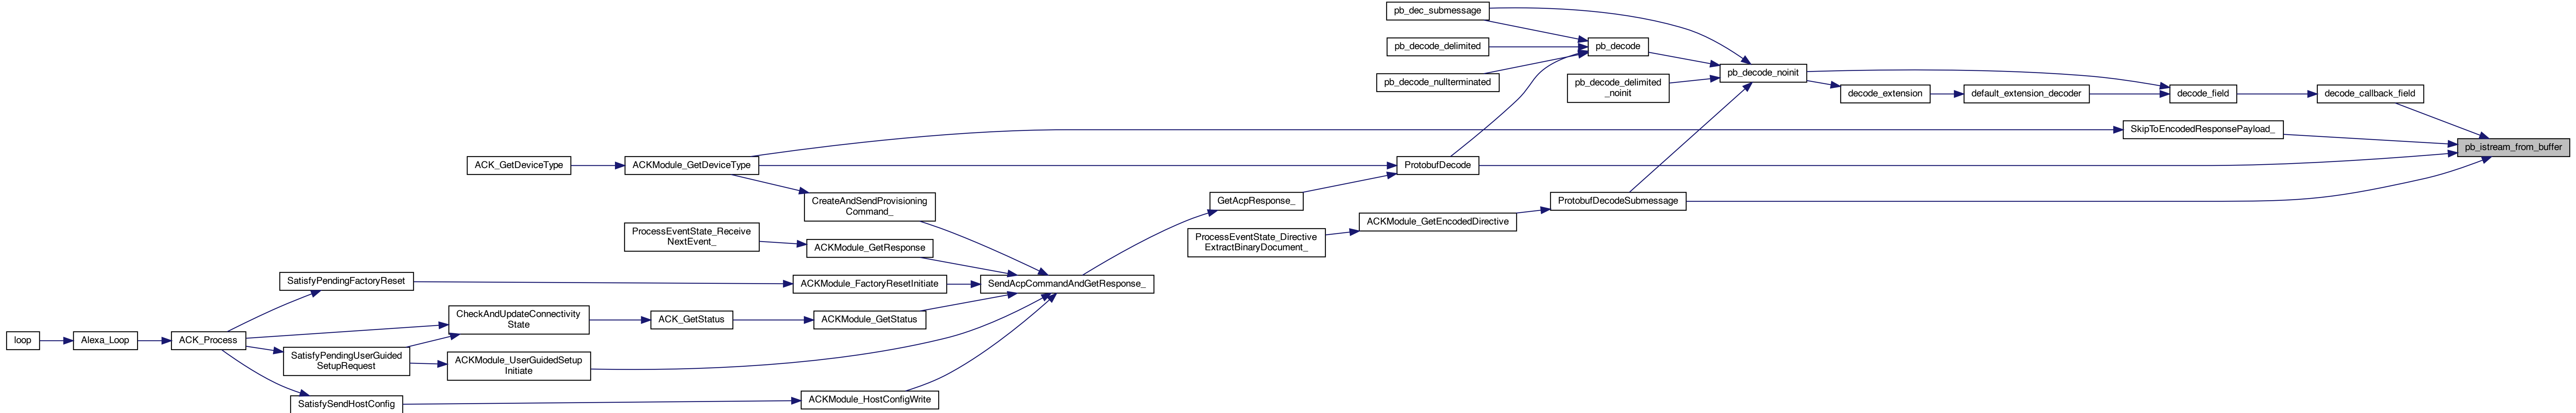 pb_dec_submessage
pb_decode_delimited
pb_decode
pb_decode_nullterminated
pb_decode_noinit
pb_decode_delimited
_noinit
decode_extension
default_extension_decoder
decode_field
decode_callback_field
SkipToEncodedResponsePayload_
pb_istream_from_buffer
ACK_GetDeviceType
ACKModule_GetDeviceType
ProtobufDecode
CreateAndSendProvisioning
Command_
GetAcpResponse_
ProtobufDecodeSubmessage
ACKModule_GetEncodedDirective
ProcessEventState_Receive
NextEvent_
ACKModule_GetResponse
ProcessEventState_Directive
ExtractBinaryDocument_
SatisfyPendingFactoryReset
ACKModule_FactoryResetInitiate
SendAcpCommandAndGetResponse_
CheckAndUpdateConnectivity
State
ACK_GetStatus
ACKModule_GetStatus
loop
Alexa_Loop
ACK_Process
SatisfyPendingUserGuided
SetupRequest
ACKModule_UserGuidedSetup
Initiate
SatisfySendHostConfig
ACKModule_HostConfigWrite